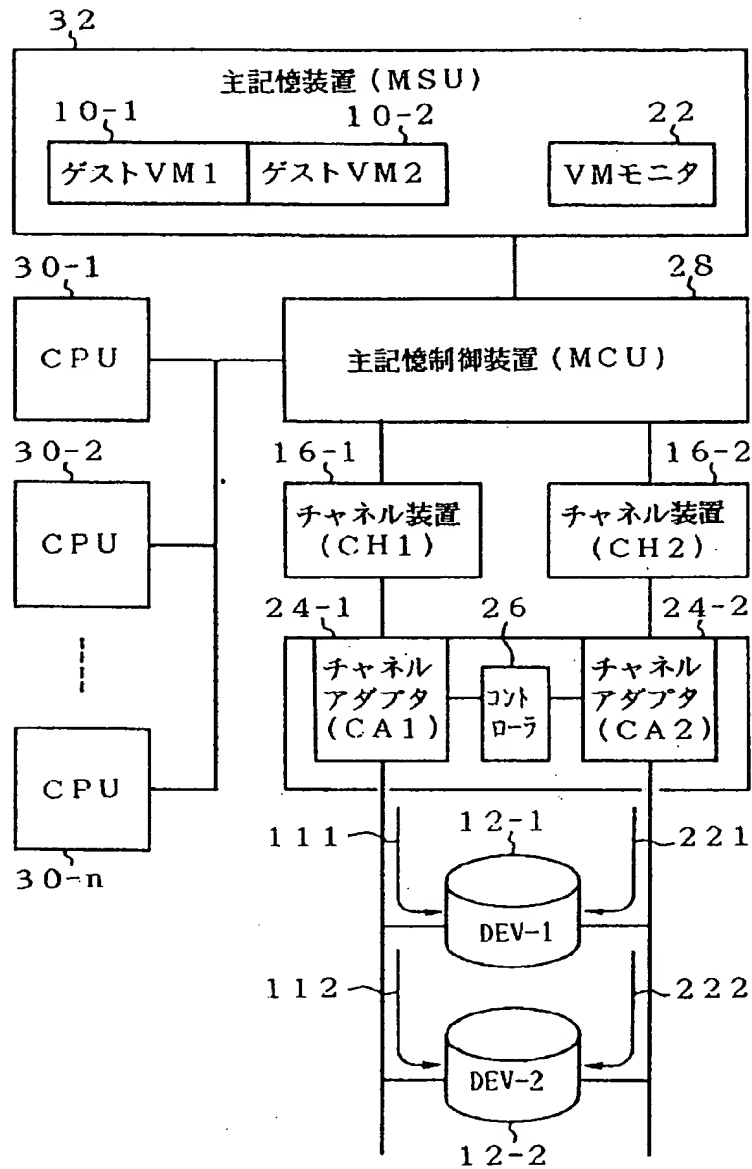 32
主記憶装置(MSU)
10-1
10-2
22
ゲストVM1
ゲストVM2
VMモニタ
30-1
28
CPU
主記憶制御装置(MCU)
30-2
16-1
16-2
CPU
チャネル装置
(CH1)
チャネル装置
(CH2)
24-1
26
24-2
チャネル
アダプタ
(CA1)
コント
ローラ
チャネル
アダプタ
(CA2)
CPU
30-n
111
12-1
221
DEV-1
112
222
DEV-2
12-2